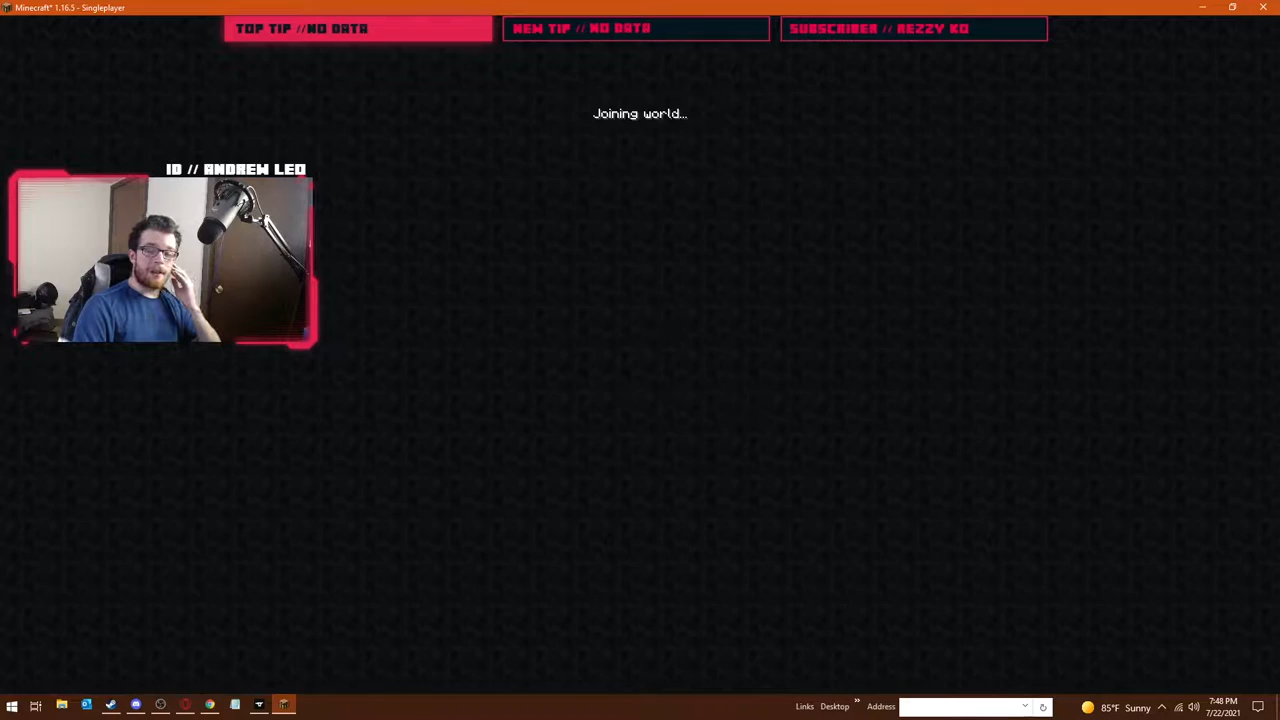 Minecraft* 1.16.5 - Singleplayer
TOP TIP //NO DATA
NEW TIP // NO DATA
SUBSCRIBER // REZZY KO
Joining world...
ID // ANDREW LEO
Links
Desktop
»
Address
85°F Sunny
7:48 PM
7/22/2021